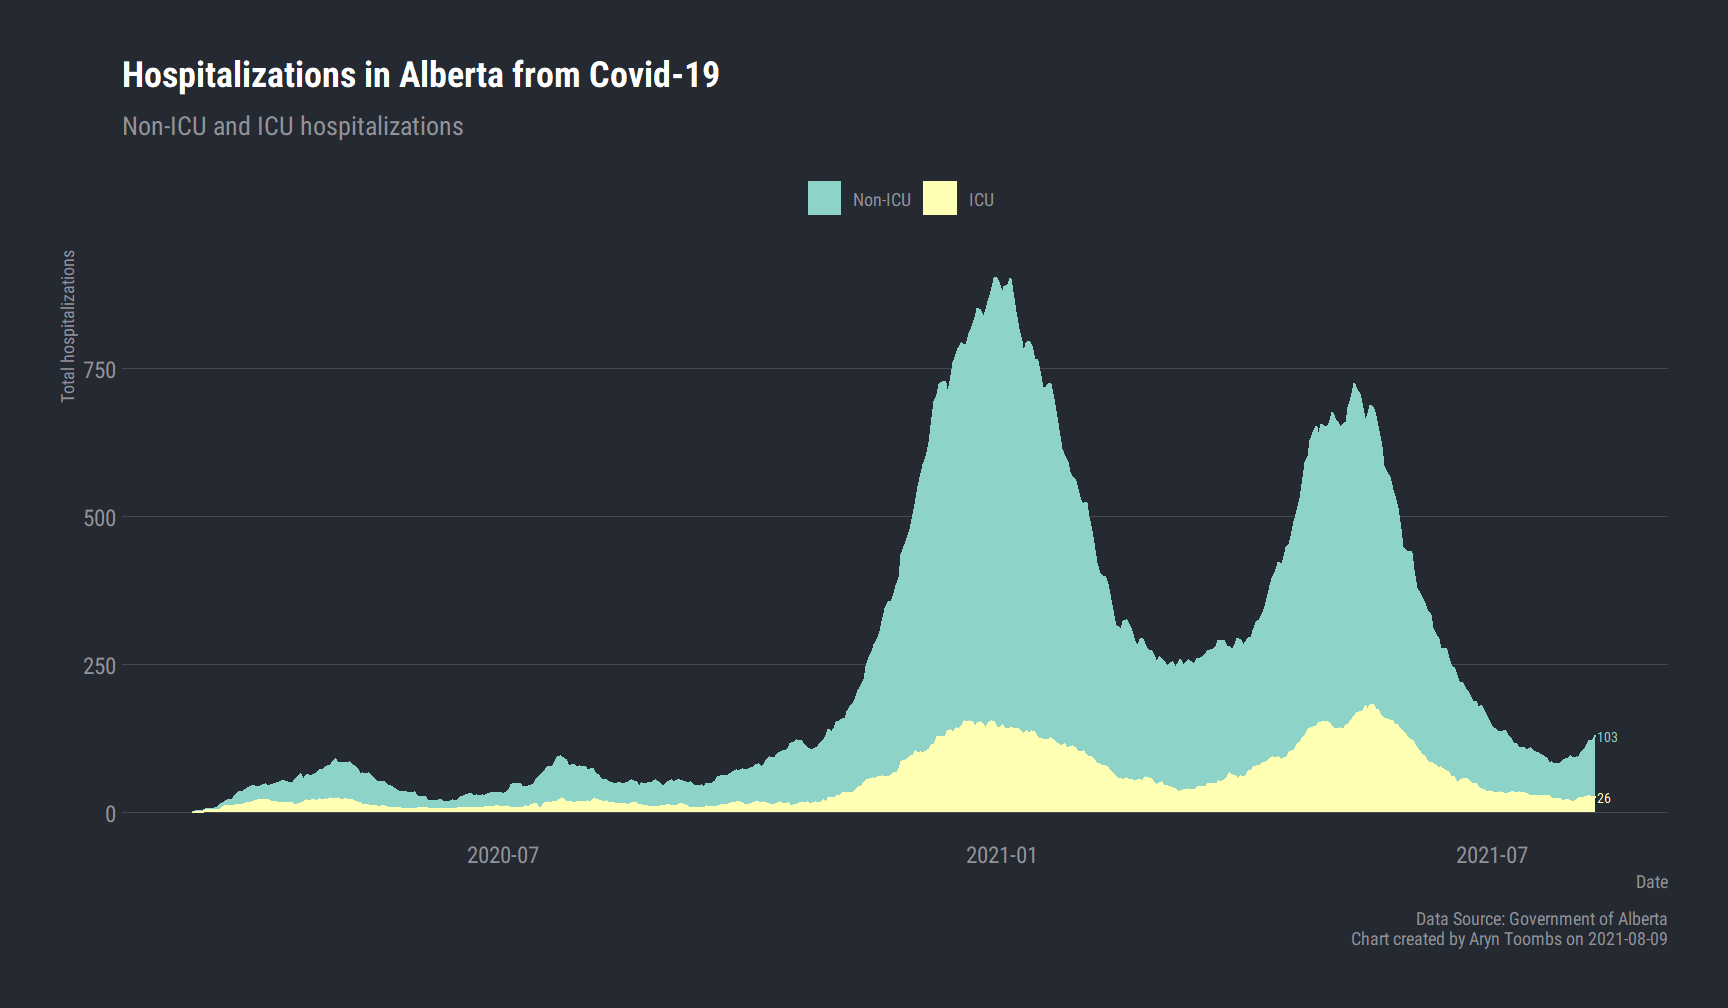 Hospitalizations in Alberta from Covid-19
Non-ICU and ICU hospitalizations
Non-ICU
ICU
Total hospitalizations
750
500
250
0
103
26
2020-07
2021-01
2021-07
Date
Data Source: Government of Alberta
Chart created by Aryn Toombs on 2021-08-09